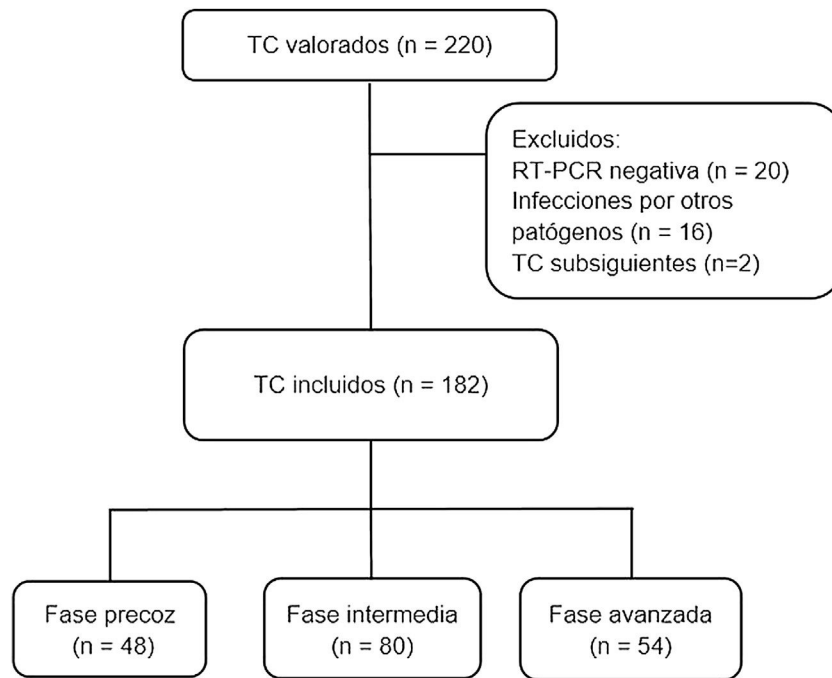 TC valorados (n = 220)
Excluidos:
RT-PCR negativa (n = 20)
Infecciones por otros
patógenos (n = 16)
TC subsiguientes (n=2)
TC incluidos (n = 182)
Fase precoz
(n = 48)
Fase intermedia
(n = 80)
Fase avanzada
(n = 54)